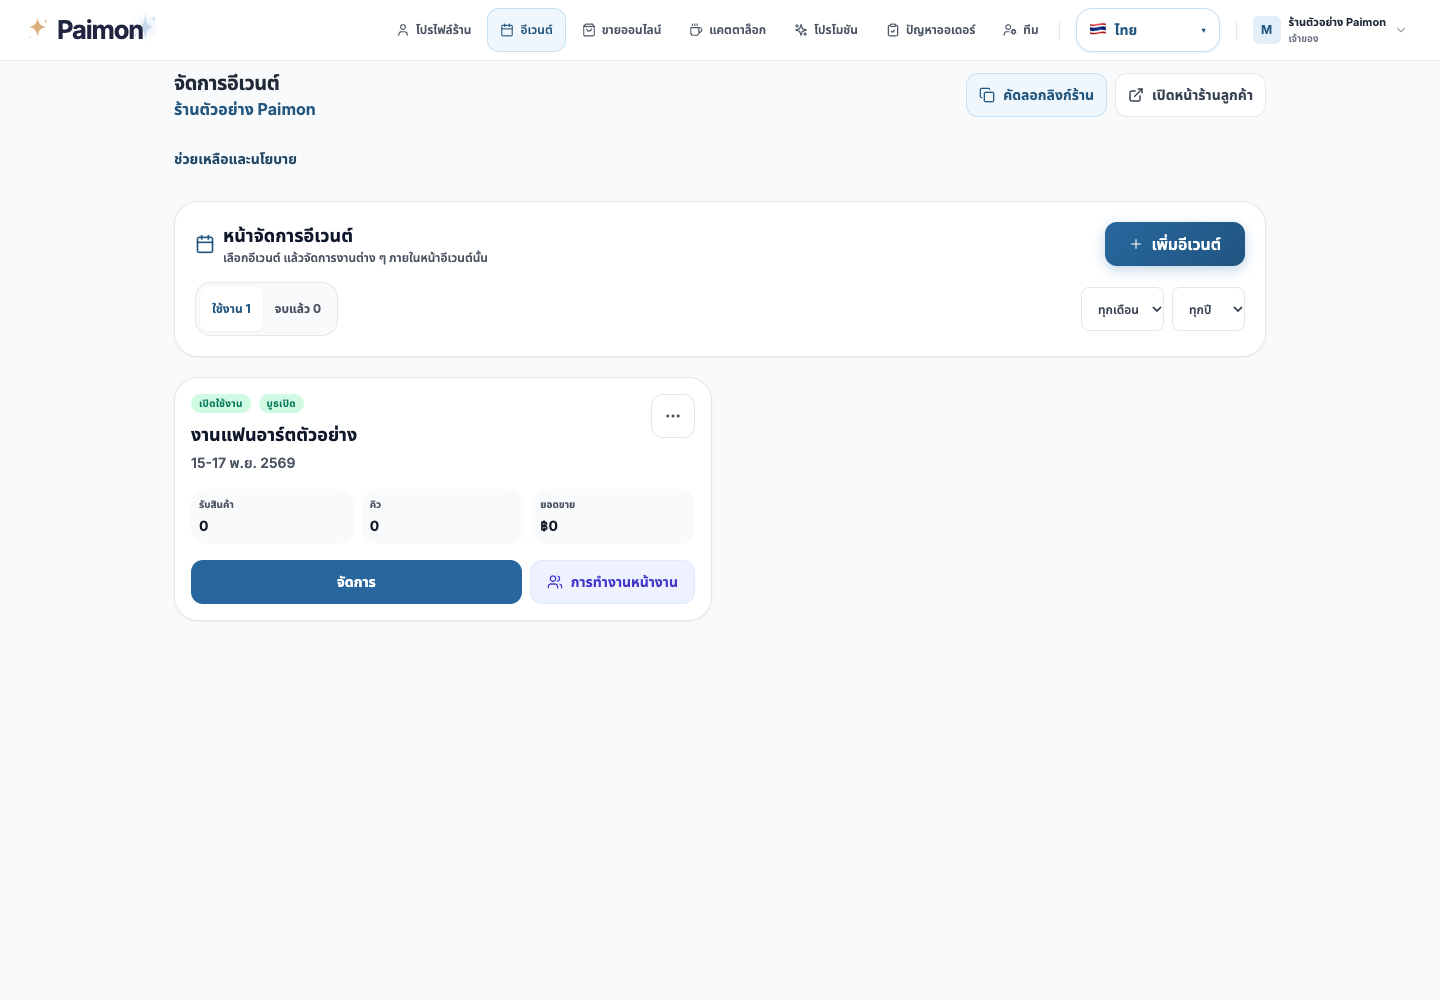 Paimon
โปรไฟล์ร้าน
อีเวนต์
ขายออนไลน์
แคตตาล็อก
โปรโมชัน
ปัญหาออเดอร์
ทีม
ไทย
M
ร้านตัวอย่าง Paimon
เจ้าของ
จัดการอีเวนต์
ร้านตัวอย่าง Paimon
คัดลอกลิงก์ร้าน
เปิดหน้าร้านลูกค้า
ช่วยเหลือและนโยบาย
หน้าจัดการอีเวนต์
เลือกอีเวนต์ แล้วจัดการงานต่าง ๆ ภายในหน้าอีเวนต์นั้น
เพิ่มอีเวนต์
ใช้งาน 1
จบแล้ว 0
ทุกเดือน
ทุกปี
เปิดใช้งาน
บูธเปิด
งานแฟนอาร์ตตัวอย่าง
15-17 พ.ย. 2569
รับสินค้า
คิว
ยอดขาย
0
0
฿0
จัดการ
การทำงานหน้างาน